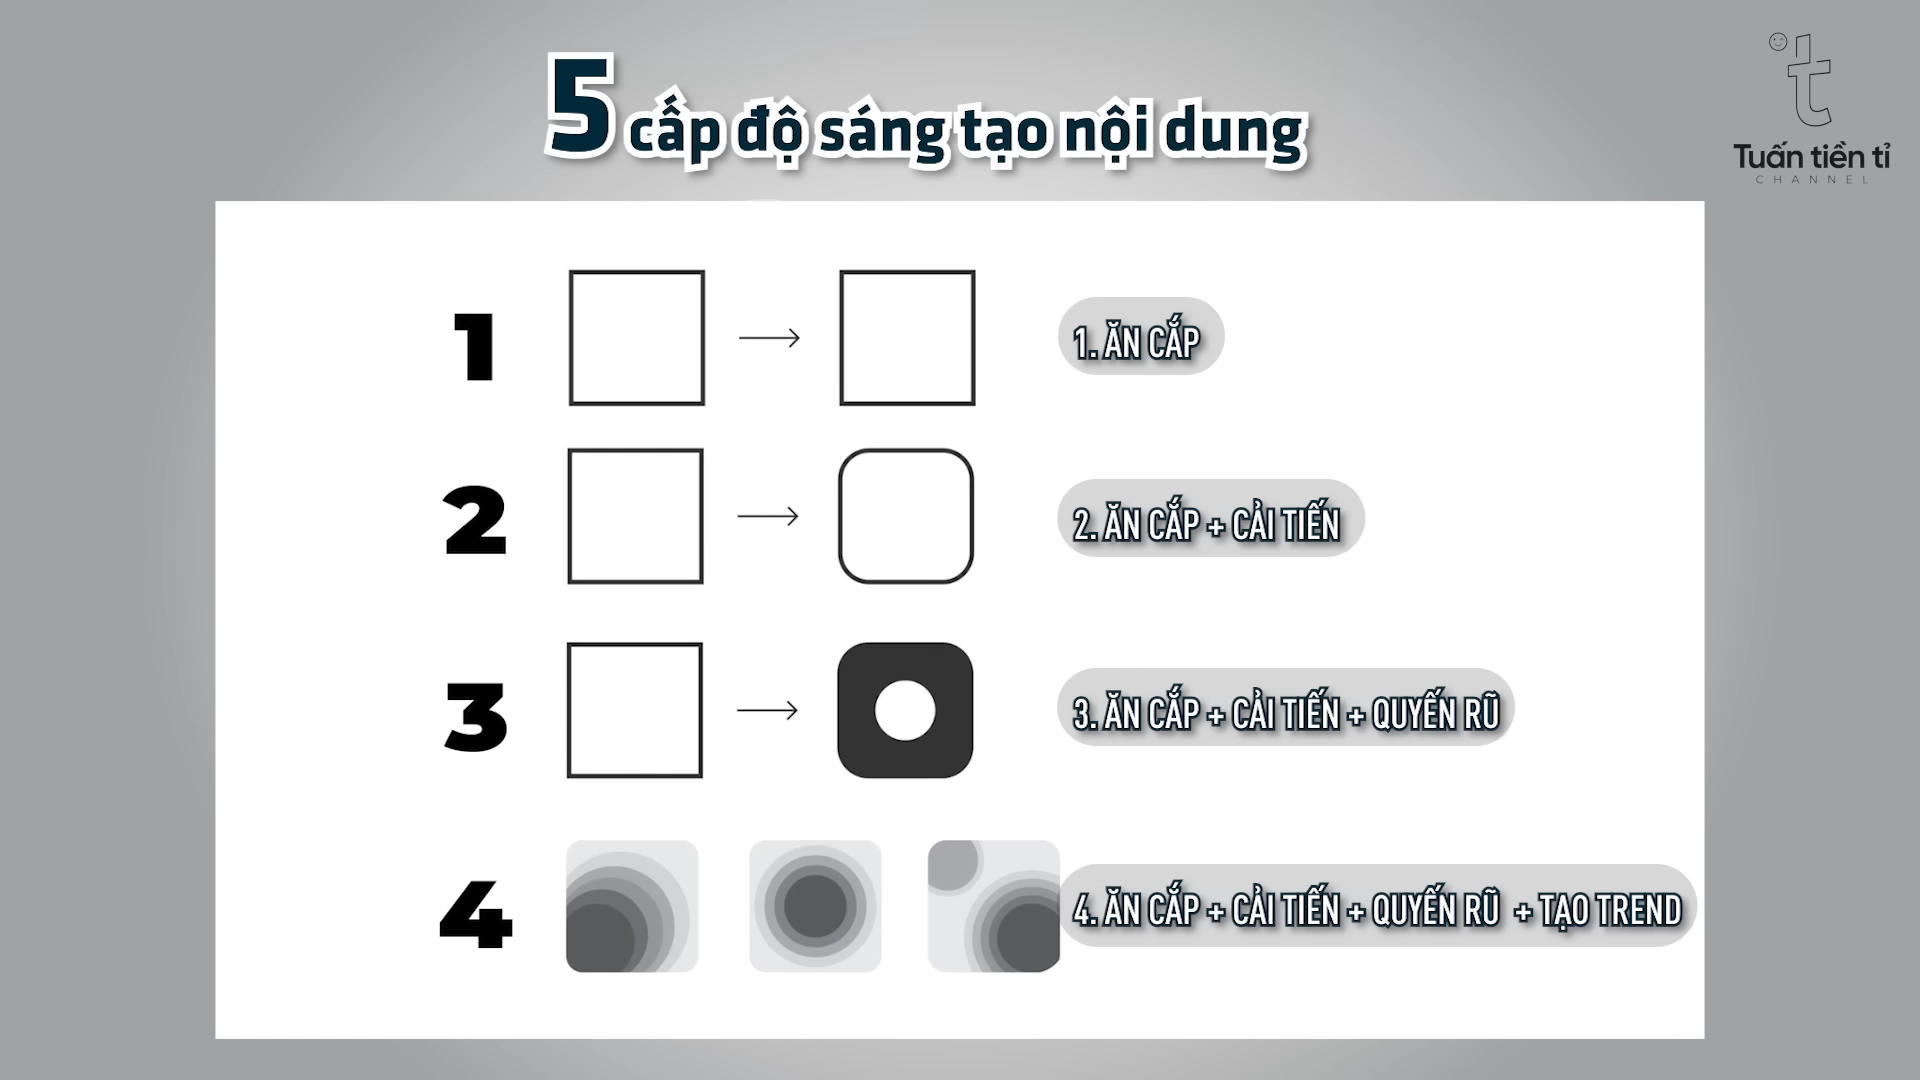 5 cấp độ sáng tạo nội dung
t
Tuấn tiền tỉ
CHANNEL
1
1. ĂN CẮP
2
2. ĂN CẮP + CẢI TIẾN
3
3. ĂN CẮP + CẢI TIẾN + QUYẾN RŨ
4
4. ĂN CẮP + CẢI TIẾN + QUYẾN RŨ + TẠO TREND